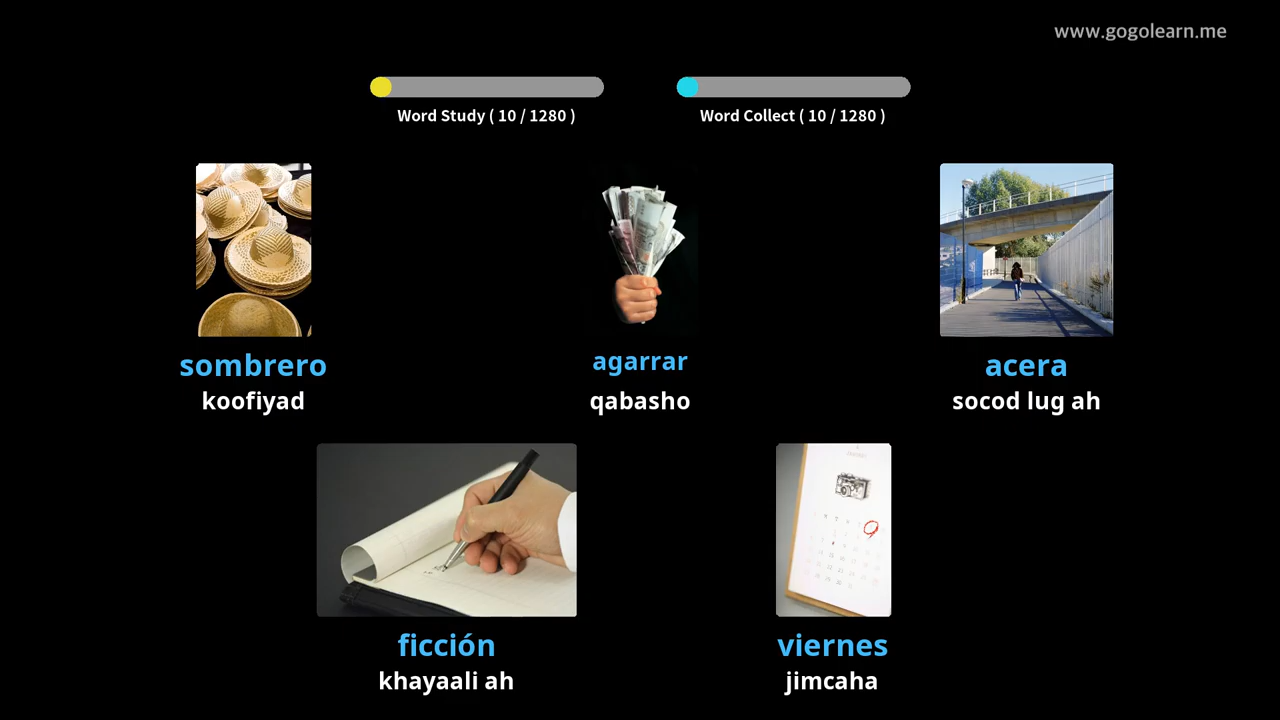 www.gogolearn.me
Word Study ( 10 / 1280 )
Word Collect ( 10 / 1280 )
sombrero
koofiyad
agarrar
qabasho
acera
socod lug ah
ficción
khayaali ah
viernes
jimcaha